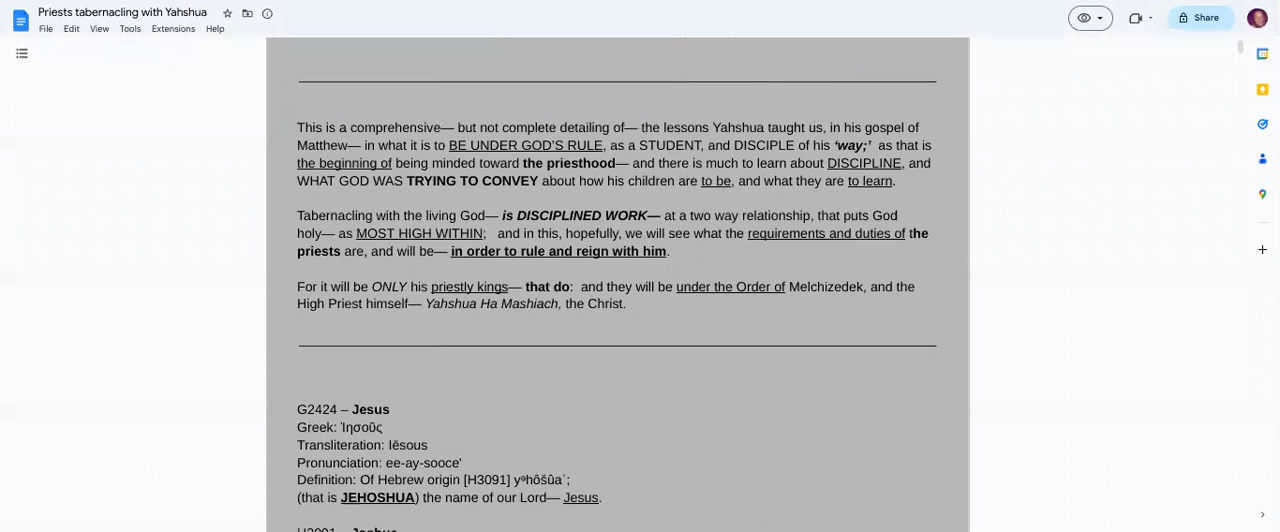 Priests tabernacling with Yahshua
File Edit View Tools Extensions Help
Share
This is a comprehensive— but not complete detailing of— the lessons Yahshua taught us, in his gospel of
Matthew— in what it is to BE UNDER GOD'S RULE, as a STUDENT, and DISCIPLE of his 'way;' as that is
the beginning of being minded toward the priesthood— and there is much to learn about DISCIPLINE, and
WHAT GOD WAS TRYING TO CONVEY about how his children are to be, and what they are to learn.
Tabernacling with the living God— is DISCIPLINED WORK— at a two way relationship, that puts God
holy— as MOST HIGH WITHIN; and in this, hopefully, we will see what the requirements and duties of the
priests are, and will be— in order to rule and reign with him.
For it will be ONLY his priestly kings— that do: and they will be under the Order of Melchizedek, and the
High Priest himself— Yahshua Ha Mashiach, the Christ.
G2424 – Jesus
Greek: Ἰησοῦς
Transliteration: Iēsous
Pronunciation: ee-ay-sooce'
Definition: Of Hebrew origin [H3091] yᵊhôšûaʿ;
(that is JEHOSHUA) the name of our Lord— Jesus.
H3091 – Joshua